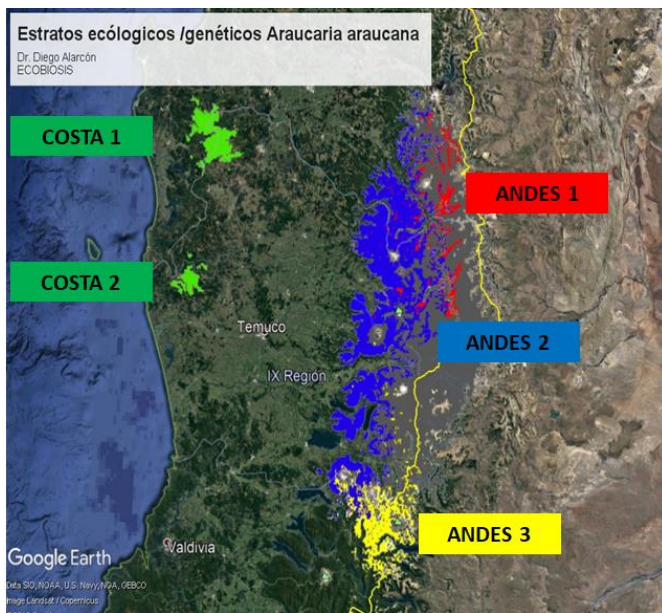 Estratos ecólogicos /genéticos Araucaria araucana
Dr. Diego Alarcón
ECOBIOSIS
COSTA 1
ANDES 1
COSTA 2
Temuco
ANDES 2
IX Región
ANDES 3
Valdivia
Google Earth
Data SIO, NOAA, U.S. Navy, NGA, GEBCO
Image Landsat / Copernicus